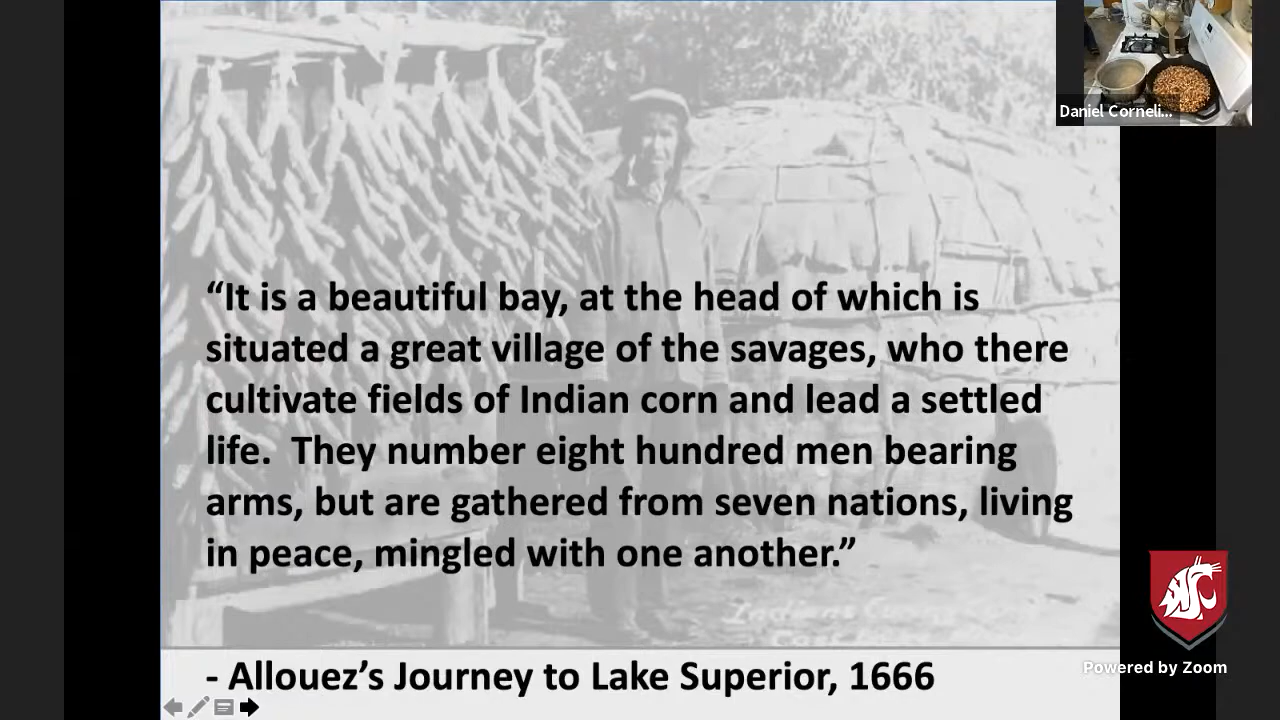 Daniel Corneli...
“It is a beautiful bay, at the head of which is
situated a great village of the savages, who there
cultivate fields of Indian corn and lead a settled
life.  They number eight hundred men bearing
arms, but are gathered from seven nations, living
in peace, mingled with one another.”
Indians
- Allouez’s Journey to Lake Superior, 1666
Powered by Zoom